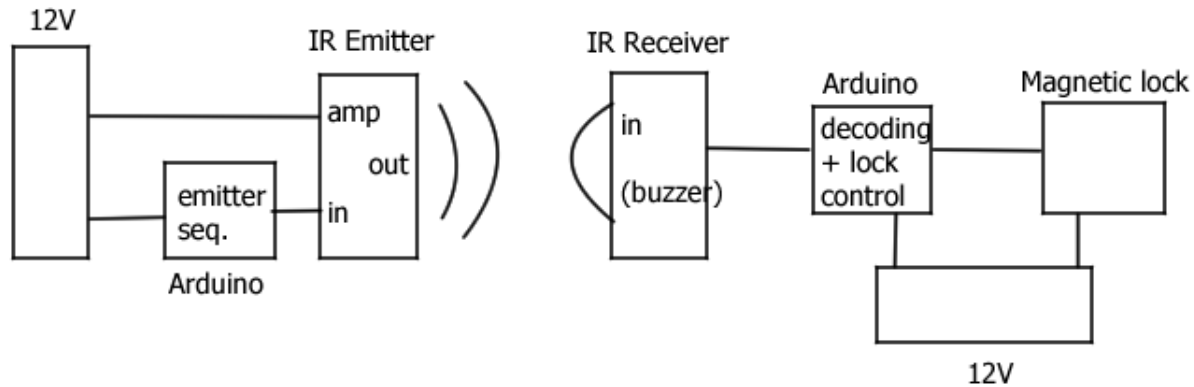 12V
IR Emitter
amp
out
in
emitter
seq.
Arduino
IR Receiver
in
(buzzer)
Arduino
decoding
+ lock
control
Magnetic lock
12V